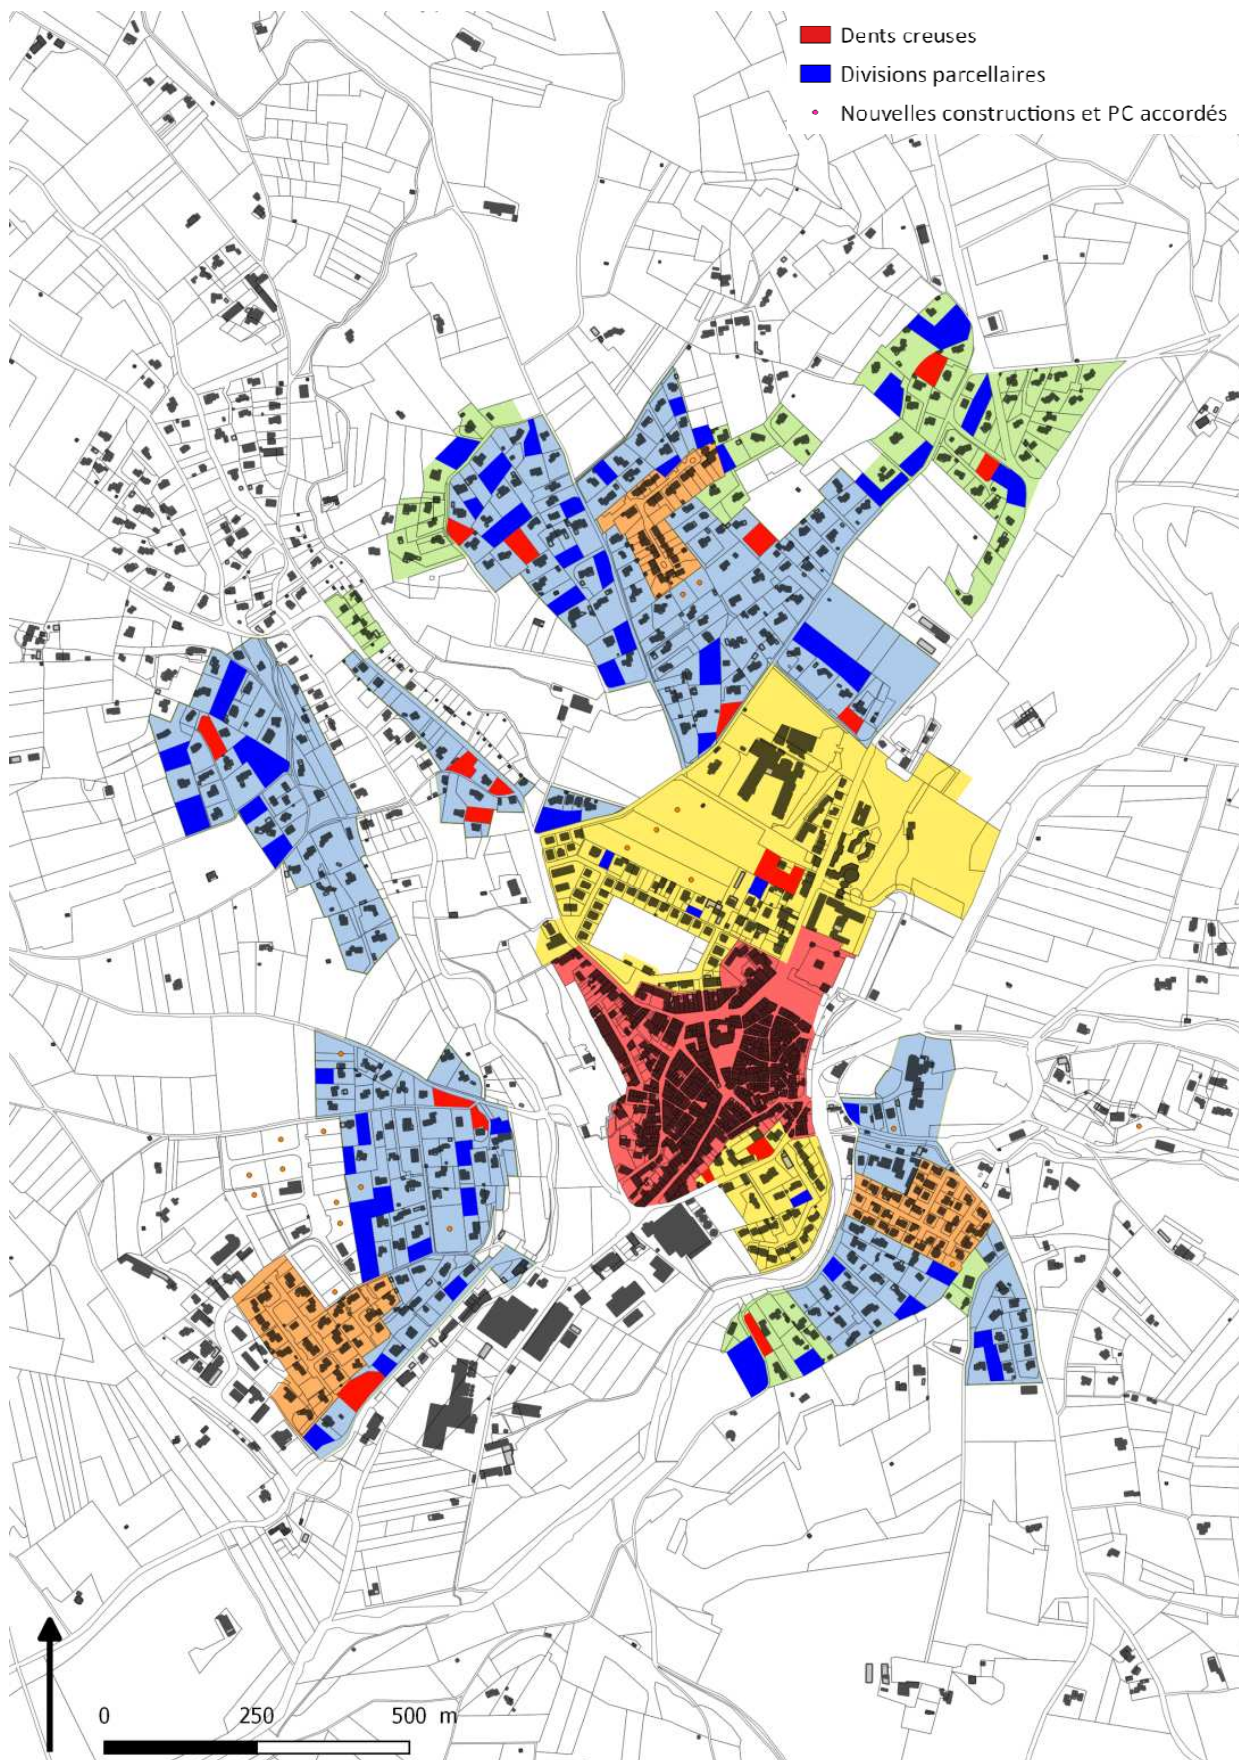 Dents creuses
Divisions parcellaires
Nouvelles constructions et PC accordés
0 250 500 m